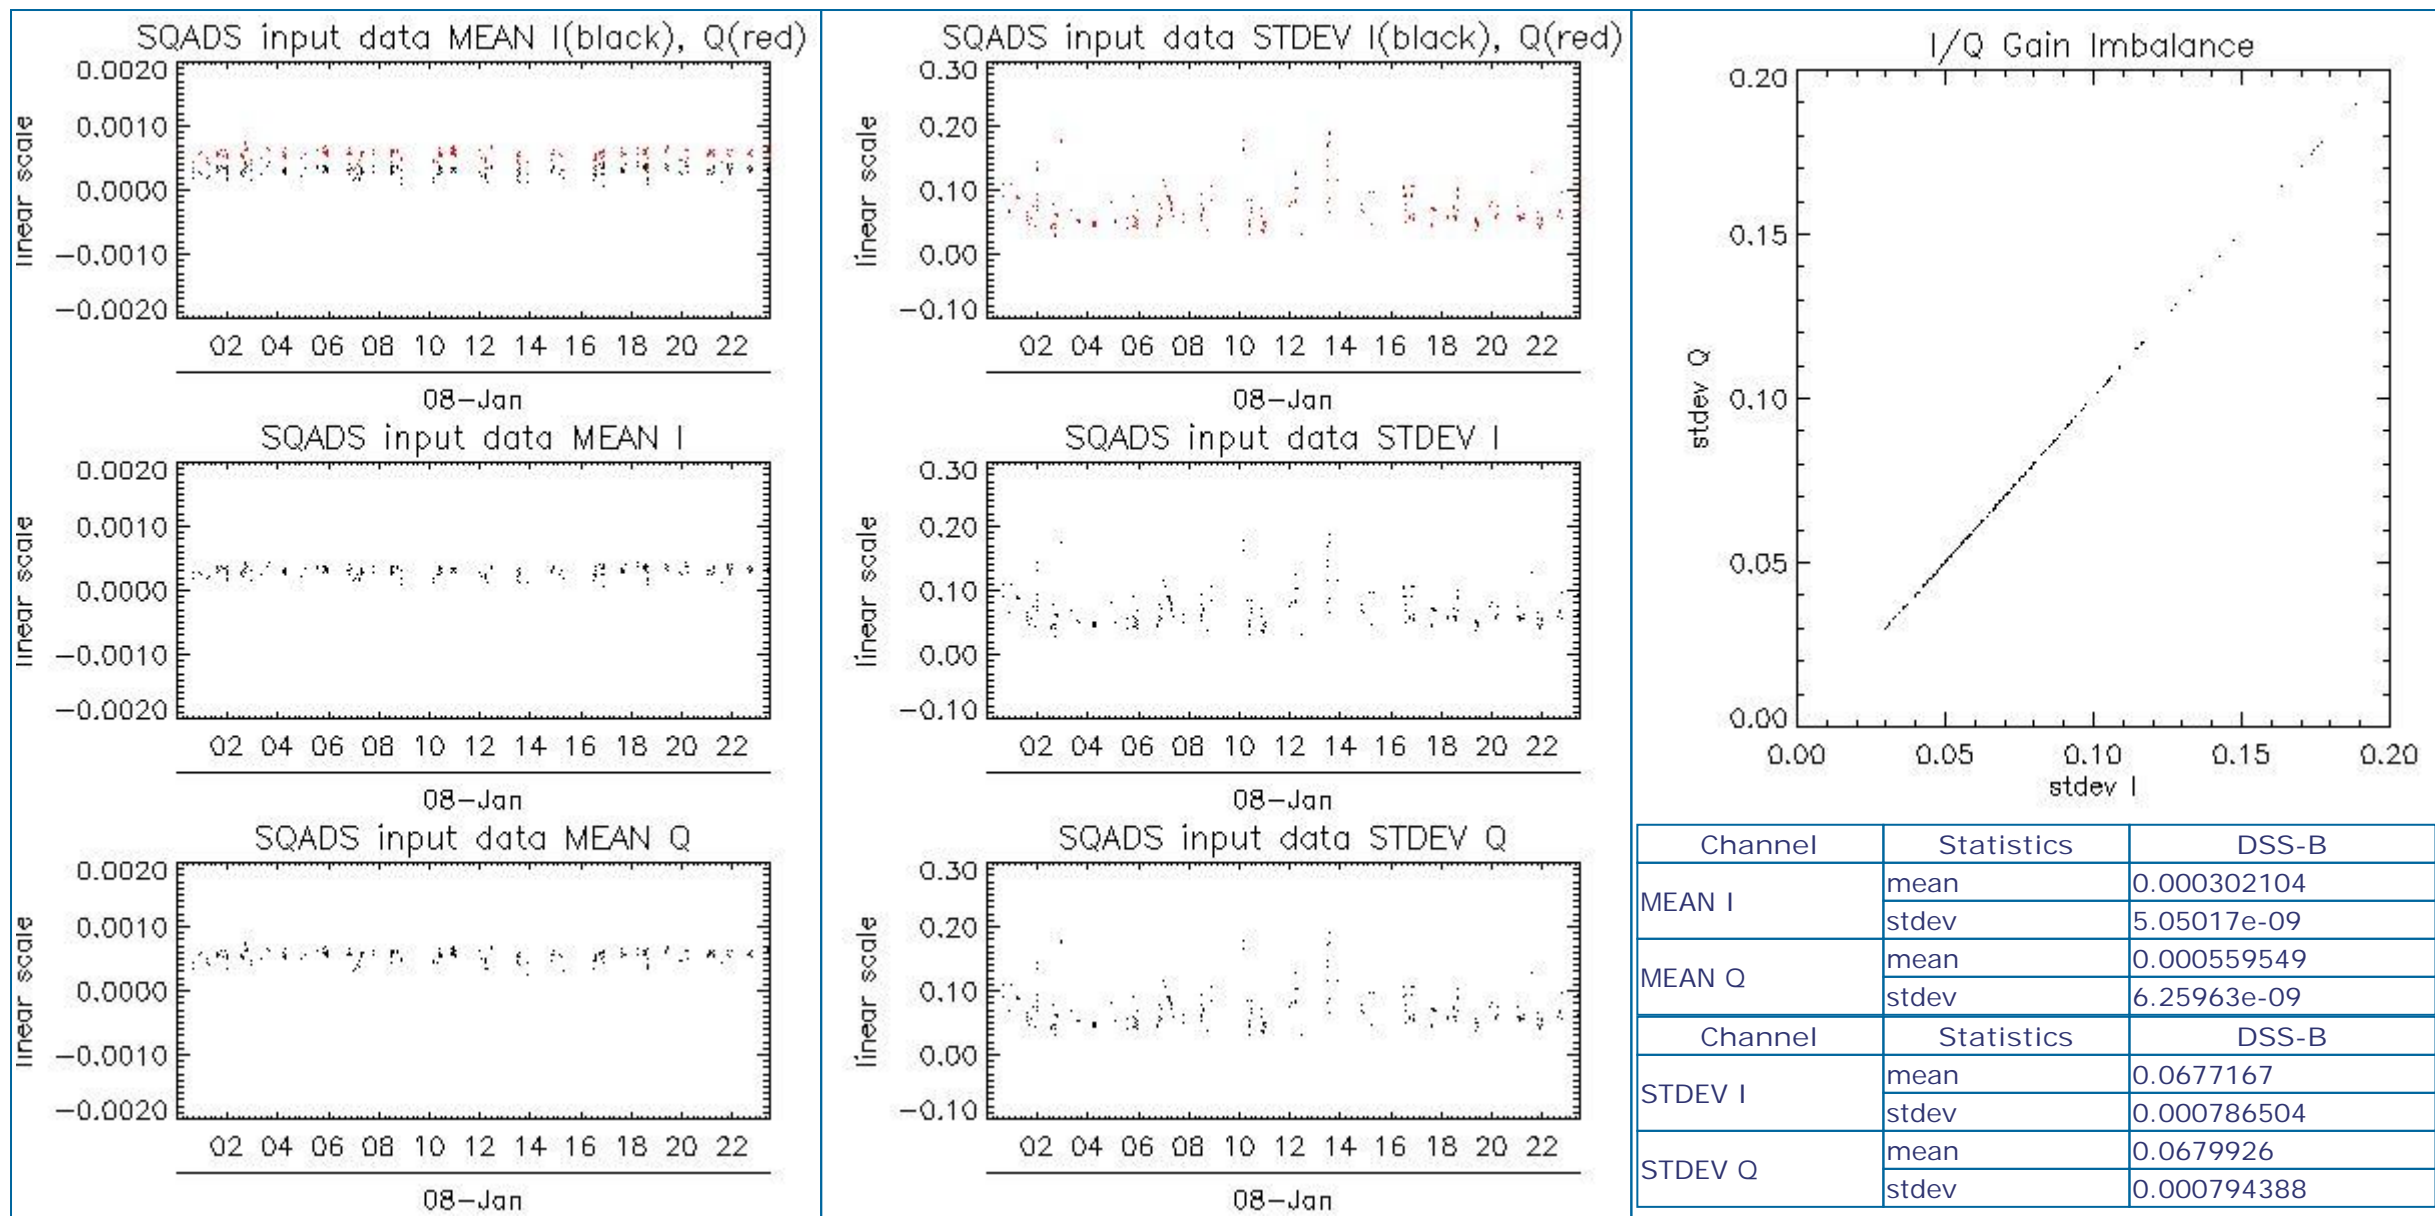 SQADS input data MEAN I(black), Q(red)
linear scale
0.0020
0.0010
0.0000
−0.0010
−0.0020
02 04 06 08 10 12 14 16 18 20 22
08−Jan
SQADS input data MEAN I
linear scale
0.0020
0.0010
0.0000
−0.0010
−0.0020
02 04 06 08 10 12 14 16 18 20 22
08−Jan
SQADS input data MEAN Q
linear scale
0.0020
0.0010
0.0000
−0.0010
−0.0020
02 04 06 08 10 12 14 16 18 20 22
08−Jan
SQADS input data STDEV I(black), Q(red)
linear scale
0.30
0.20
0.10
0.00
−0.10
02 04 06 08 10 12 14 16 18 20 22
08−Jan
SQADS input data STDEV I
linear scale
0.30
0.20
0.10
0.00
−0.10
02 04 06 08 10 12 14 16 18 20 22
08−Jan
SQADS input data STDEV Q
linear scale
0.30
0.20
0.10
0.00
−0.10
02 04 06 08 10 12 14 16 18 20 22
08−Jan
I/Q Gain Imbalance
stdev Q
0.20
0.15
0.10
0.05
0.00
0.00 0.05 0.10 0.15 0.20
stdev I
Channel Statistics DSS-B
MEAN I mean 0.000302104
stdev 5.05017e-09
MEAN Q mean 0.000559549
stdev 6.25963e-09
Channel Statistics DSS-B
STDEV I mean 0.0677167
stdev 0.000786504
STDEV Q mean 0.0679926
stdev 0.000794388